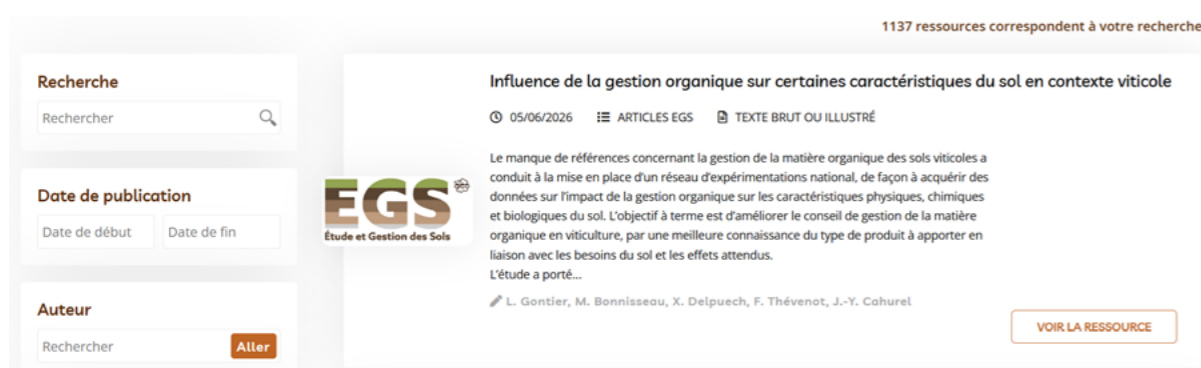 1137 ressources correspondent à votre recherche
Recherche
Rechercher
Date de publication
Date de début
Date de fin
Auteur
Rechercher
Aller
EGS
Étude et Gestion des Sols
Influence de la gestion organique sur certaines caractéristiques du sol en contexte viticole
05/06/2026 ARTICLES EGS TEXTE BRUT OU ILLUSTRÉ
Le manque de références concernant la gestion de la matière organique des sols viticoles a
conduit à la mise en place d'un réseau d'expérimentations national, de façon à acquérir des
données sur l'impact de la gestion organique sur les caractéristiques physiques, chimiques
et biologiques du sol. L'objectif à terme est d'améliorer le conseil de gestion de la matière
organique en viticulture, par une meilleure connaissance du type de produit à apporter en
liaison avec les besoins du sol et les effets attendus.
L'étude a porté...
L. Gontier, M. Bonnisseau, X. Delpuech, F. Thévenot, J.-Y. Cahurel
VOIR LA RESSOURCE